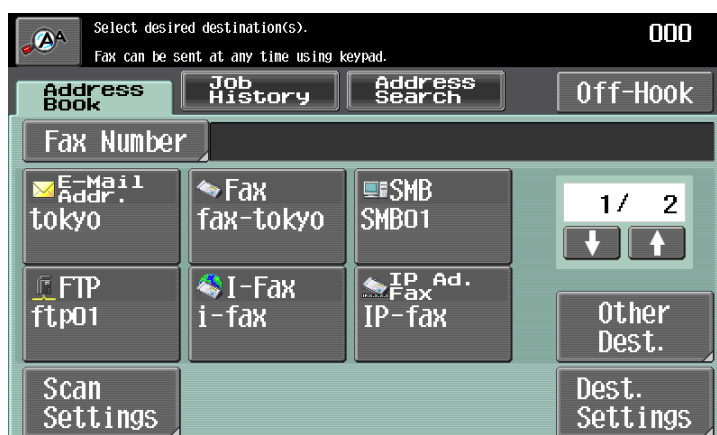 Select desired destination(s).
Fax can be sent at any time using keypad.
000
Address Book
Job History
Address Search
Off-Hook
Fax Number
E-Mail Addr.
tokyo
Fax
fax-tokyo
SMB
SMB01
1/ 2
FTP
ftp01
I-Fax
i-fax
IP Ad. Fax
IP-fax
Other
Dest.
Scan
Settings
Dest.
Settings